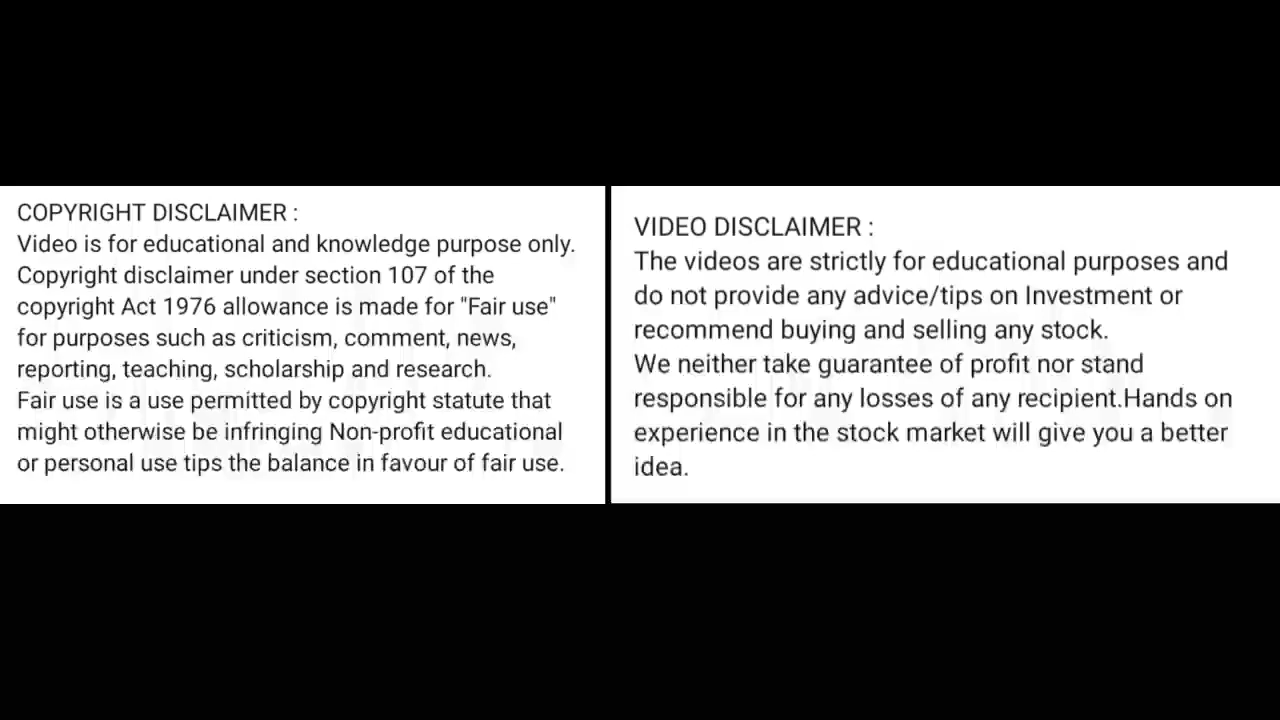 COPYRIGHT DISCLAIMER :
Video is for educational and knowledge purpose only.
Copyright disclaimer under section 107 of the
copyright Act 1976 allowance is made for "Fair use"
for purposes such as criticism, comment, news,
reporting, teaching, scholarship and research.
Fair use is a use permitted by copyright statute that
might otherwise be infringing Non-profit educational
or personal use tips the balance in favour of fair use.
VIDEO DISCLAIMER :
The videos are strictly for educational purposes and
do not provide any advice/tips on Investment or
recommend buying and selling any stock.
We neither take guarantee of profit nor stand
responsible for any losses of any recipient.Hands on
experience in the stock market will give you a better
idea.